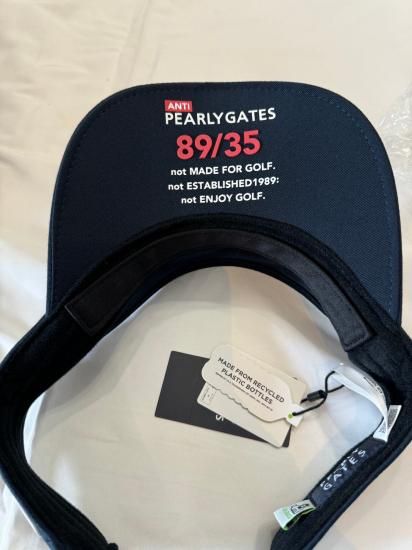 ANTI
PEARLYGATES
89/35
not MADE FOR GOLF.
not ESTABLISHED1989:
not ENJOY GOLF.
MADE FROM RECYCLED
PLASTIC BOTTLES
GATES